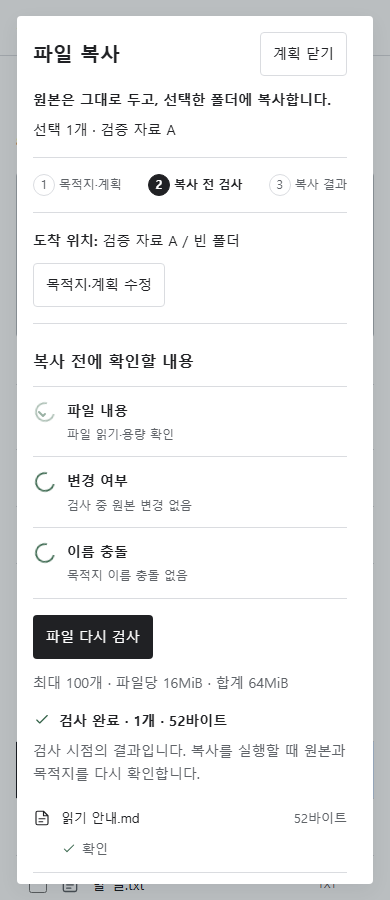 파일 복사
계획 닫기
원본은 그대로 두고, 선택한 폴더에 복사합니다.
선택 1개 · 검증 자료 A
1 목적지·계획
2 복사 전 검사
3 복사 결과
도착 위치: 검증 자료 A / 빈 폴더
목적지·계획 수정
복사 전에 확인할 내용
파일 내용
파일 읽기·용량 확인
변경 여부
검사 중 원본 변경 없음
이름 충돌
목적지 이름 충돌 없음
파일 다시 검사
최대 100개 · 파일당 16MiB · 합계 64MiB
검사 완료 · 1개 · 52바이트
검사 시점의 결과입니다. 복사를 실행할 때 원본과
목적지를 다시 확인합니다.
읽기 안내.md
52바이트
확인